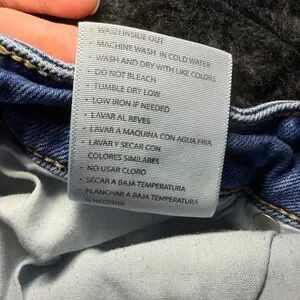 WASH INSIDE OUT
• MACHINE WASH IN COLD WATER
• WASH AND DRY WITH LIKE COLORS
• DO NOT BLEACH
• TUMBLE DRY LOW
• LOW IRON IF NEEDED
• LAVAR AL REVES
• LAVAR A MAQUINA CON AGUA FRIA
• LAVAR Y SECAR CON
COLORES SIMILARES
• NO USAR CLORO
• SECAR A BAJA TEMPERATURA
• PLANCHAR A BAJA TEMPERATURA
SI NECESITA